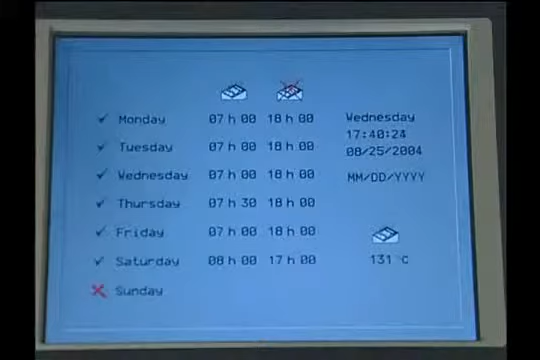 Monday 07 h 00 18 h 00
Tuesday 07 h 00 18 h 00
Wednesday 07 h 00 18 h 00
Thursday 07 h 30 18 h 00
Friday 07 h 00 18 h 00
Saturday 08 h 00 17 h 00
Sunday
Wednesday
17:40:24
08/25/2004
MM/DD/YYYY
131 c